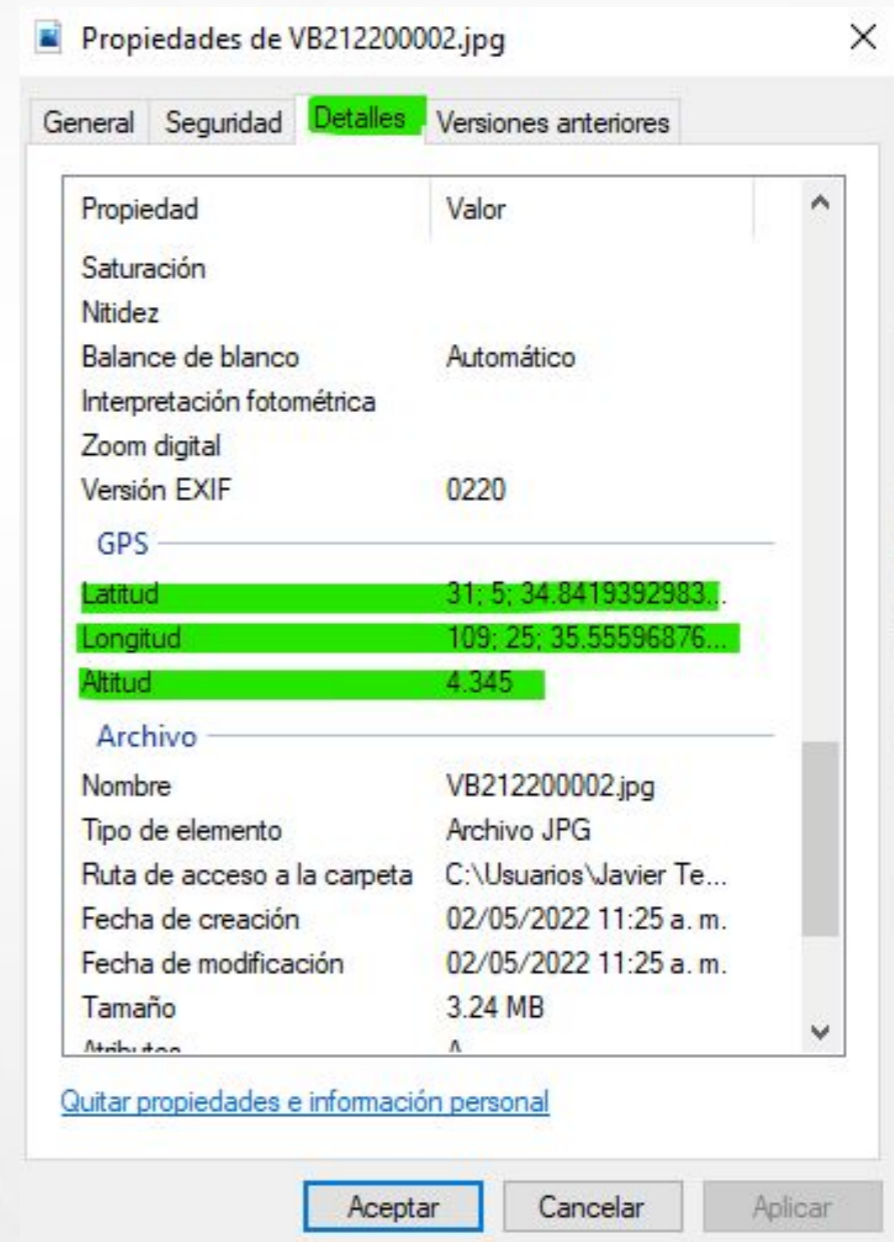 Propiedades de VB212200002.jpg
General Seguridad Detalles Versiones anteriores
Propiedad Valor
Saturación
Nitidez
Balance de blanco Automático
Interpretación fotométrica
Zoom digital
Versión EXIF 0220
GPS
Latitud 31; 5; 34.8419392983...
Longitud 109; 25; 35.55596876...
Altitud 4.345
Archivo
Nombre VB212200002.jpg
Tipo de elemento Archivo JPG
Ruta de acceso a la carpeta C:\Usuarios\Javier Te...
Fecha de creación 02/05/2022 11:25 a. m.
Fecha de modificación 02/05/2022 11:25 a. m.
Tamaño 3.24 MB
Atributos A
Quitar propiedades e información personal
Aceptar Cancelar Aplicar